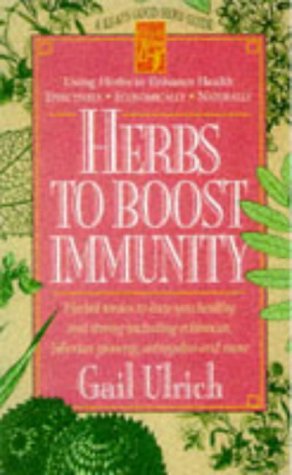 A KEATS GOOD HERB GUIDE
Using Herbs to Enhance Health
EFFECTIVELY • ECONOMICALLY • NATURALLY
HERBS
TO BOOST
IMMUNITY
Herbal tonics to keep you healthy
and strong including echinacea,
Siberian ginseng, astragalus and more
Gail Ulrich